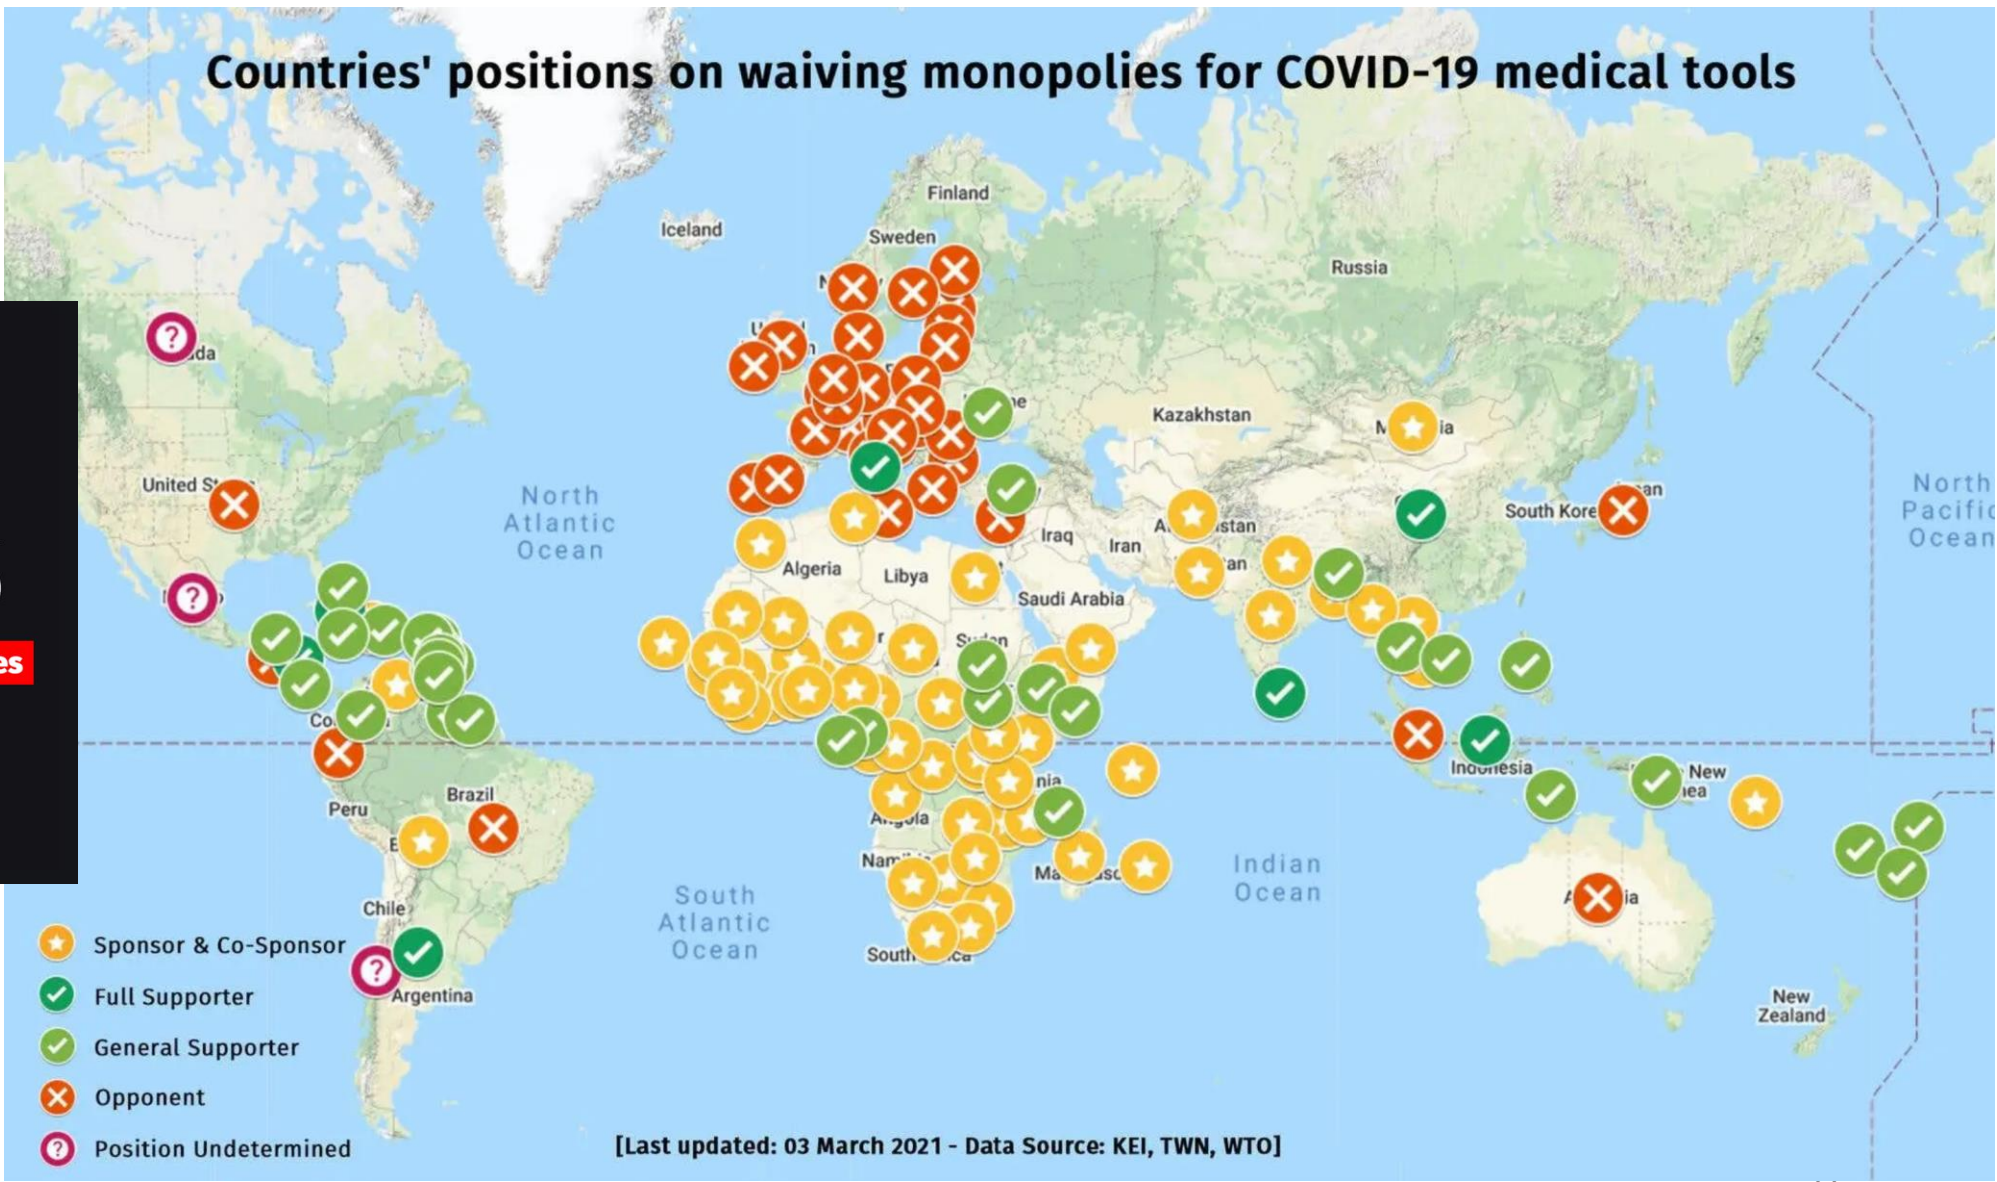 Countries' positions on waiving monopolies for COVID-19 medical tools
Finland
Iceland
Sweden
Russia
Kazakhstan
United
North
Atlantic
Ocean
North
Pacific
Ocean
South
Iraq
Iran
Algeria
Libya
Saudi Arabia
es
Indonesia
New
Brazil
Peru
Indian
Ocean
South
Atlantic
Ocean
Chile
South
Argentina
New
Zealand
Sponsor & Co-Sponsor
Full Supporter
General Supporter
Opponent
Position Undetermined
[Last updated: 03 March 2021 - Data Source: KEI, TWN, WTO]